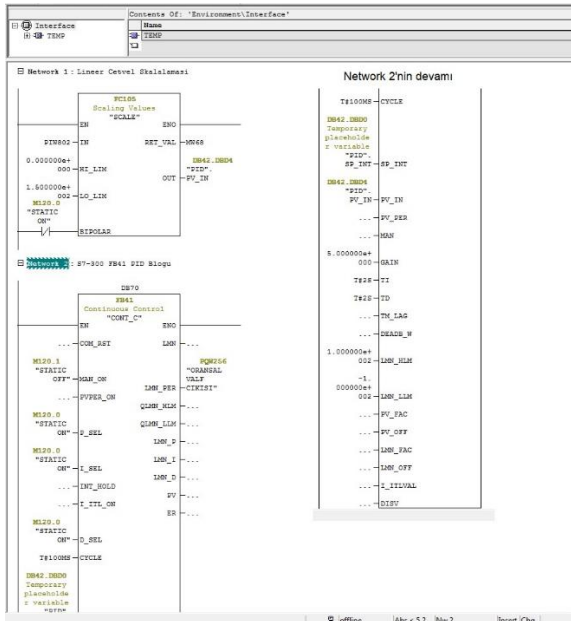 Contents Of: 'Environment\Interface'
Interface
TEMP
Name
TEMP
Network 1: Lineer Cetvel Skalalamasi
FC105
Scaling Values
"SCALE"
EN
ENO
PIW802
IN
RET_VAL
MW68
0.000000e+
000
HI_LIM
DB42.DBD4
"PID".
OUT
PV_IN
1.500000e+
002
LO_LIM
M120.0
"STATIC
ON"
BIPOLAR
Network 2: S7-300 FB41 PID Blogu
DB70
FB41
Continuous Control
"CONT_C"
EN
ENO
... COM_RST
LMN ...
M120.1
"STATIC
OFF"
MAN_ON
PQW256
"ORANSAL
VALF
LMN_PER
CIKISI"
... PVPER_ON
QLMN_HLM ...
M120.0
"STATIC
ON"
P_SEL
QLMN_LLM ...
LMN_P ...
M120.0
"STATIC
ON"
I_SEL
LMN_I ...
LMN_D ...
... INT_HOLD
PV ...
... I_ITL_ON
ER ...
M120.0
"STATIC
ON"
D_SEL
T#100MS
CYCLE
DB42.DBD0
Temporary
placeholde
r variable
"PID"
Network 2'nin devamı
T#100MS
CYCLE
DB42.DBD0
Temporary
placeholde
r variable
"PID".
SP_INT
SP_INT
DB42.DBD4
"PID".
PV_IN
PV_IN
... PV_PER
... MAN
5.000000e+
000
GAIN
T#2S
TI
T#2S
TD
... TM_LAG
... DEADB_W
1.000000e+
002
LMN_HLM
-1.
000000e+
002
LMN_LLM
... PV_FAC
... PV_OFF
... LMN_FAC
... LMN_OFF
... I_ITLVAL
... DISV
offline
Abs < 5.2
Nw 2
Insert
Chg